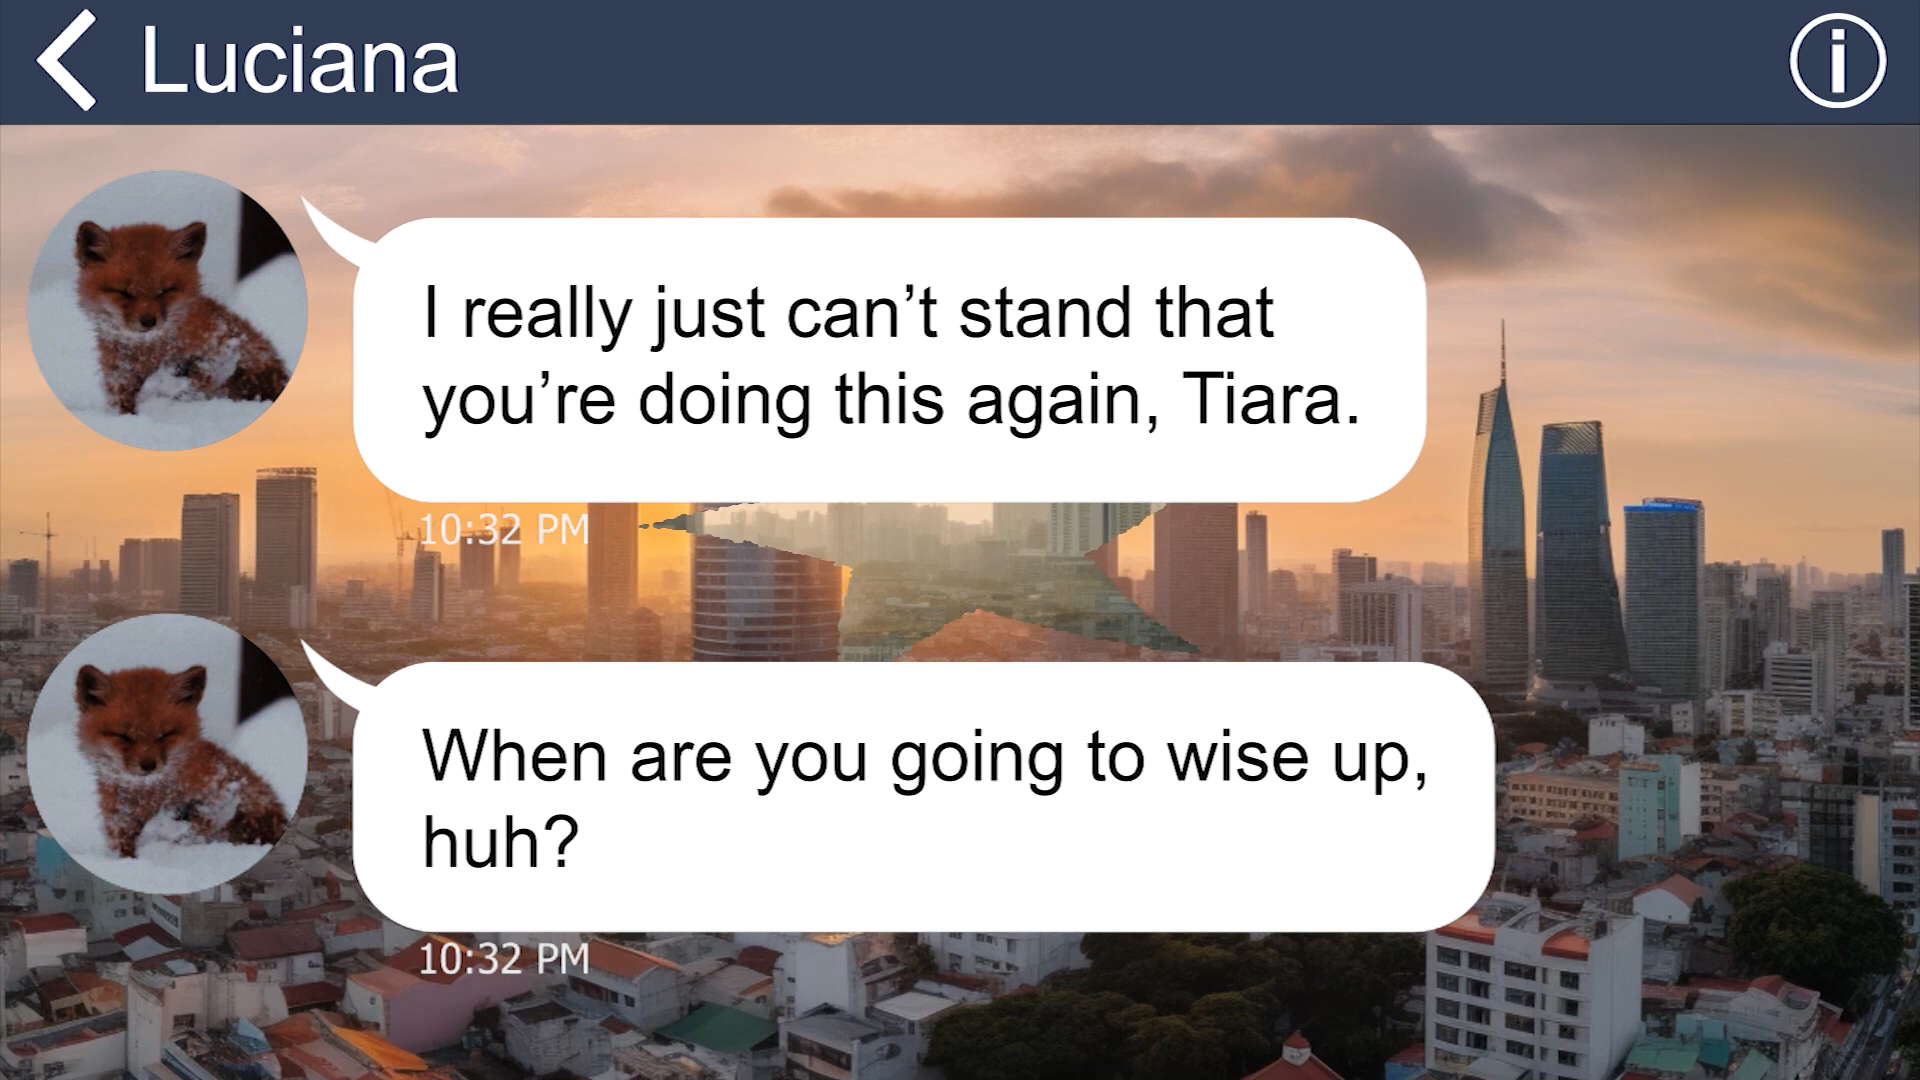 Luciana
I really just can’t stand that
you’re doing this again, Tiara.
10:32 PM
When are you going to wise up,
huh?
10:32 PM